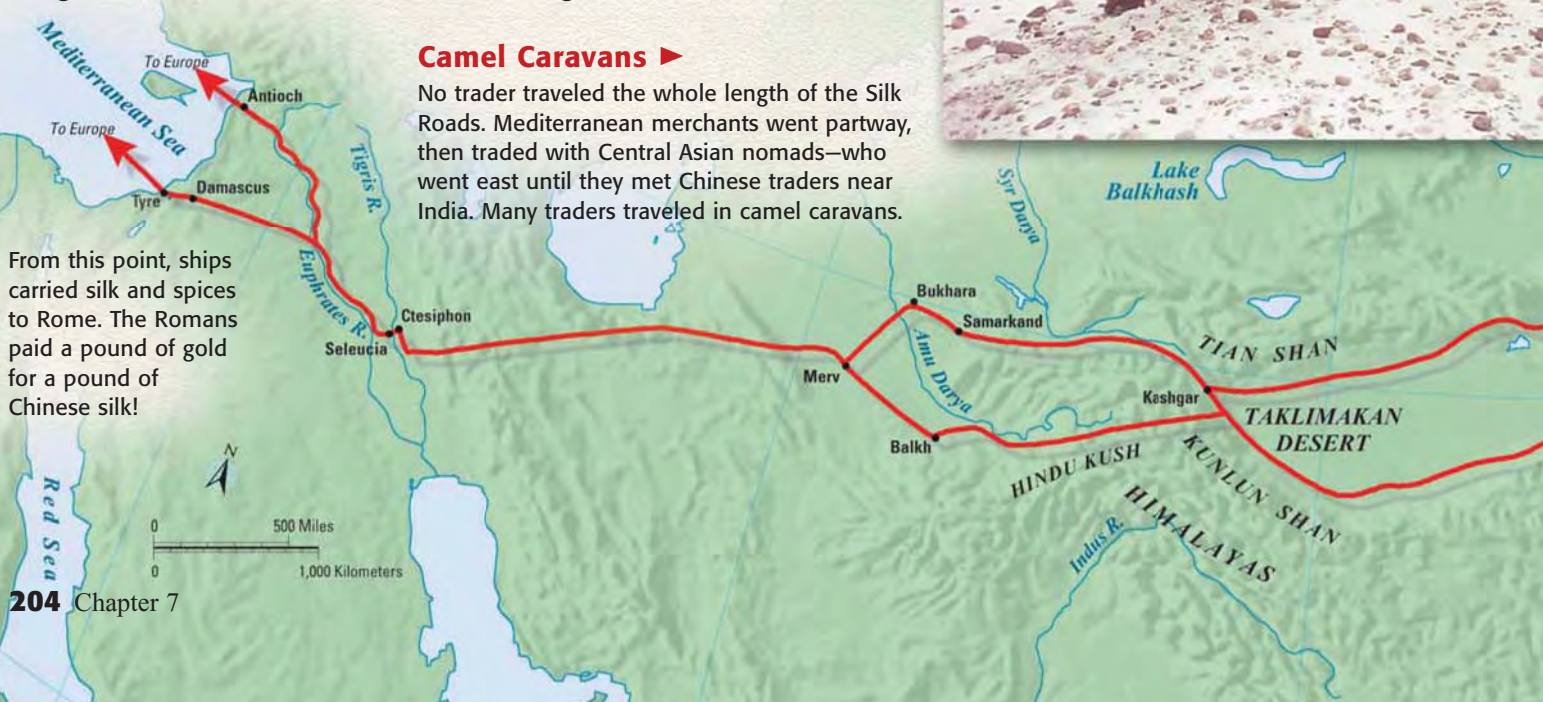 Camel Caravans ►
No trader traveled the whole length of the Silk
Roads. Mediterranean merchants went partway,
then traded with Central Asian nomads—who
went east until they met Chinese traders near
India. Many traders traveled in camel caravans.
Mediterranean Sea
To Europe
Antioch
To Europe
Tyre
Damascus
Tigris R.
Euphrates R.
From this point, ships
carried silk and spices
to Rome. The Romans
paid a pound of gold
for a pound of
Chinese silk!
Ctesiphon
Seleucia
Syr Darya
Lake
Balkhash
Bukhara
Samarkand
Amu Darya
Merv
Balkh
TIAN SHAN
Kashgar
TAKLIMAKAN
DESERT
HINDU KUSH
KUNLUN SHAN
HIMALAYAS
Indus R.
Red Sea
N
0 500 Miles
0 1,000 Kilometers
204 Chapter 7